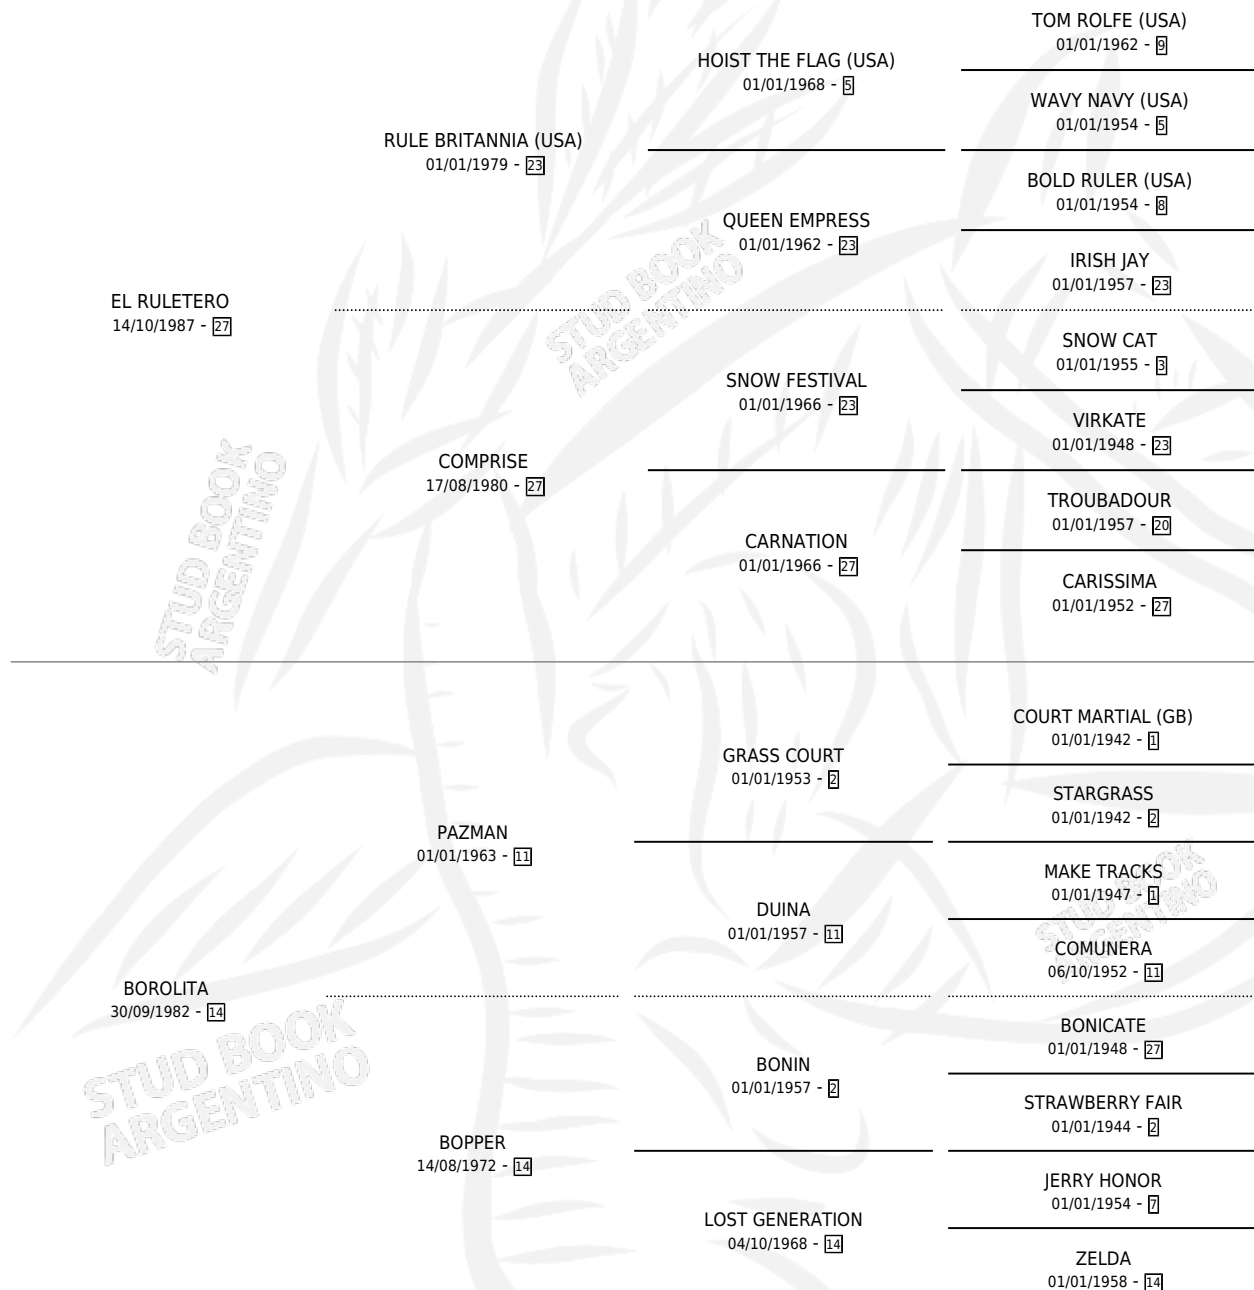 TOM ROLFE (USA)
01/01/1962 - 9
HOIST THE FLAG (USA)
01/01/1968 - 5
WAVY NAVY (USA)
01/01/1954 - 5
RULE BRITANNIA (USA)
01/01/1979 - 23
BOLD RULER (USA)
01/01/1954 - 8
QUEEN EMPRESS
01/01/1962 - 23
IRISH JAY
01/01/1957 - 23
EL RULETERO
14/10/1987 - 27
STUD BOOK
ARGENTINO
SNOW CAT
01/01/1955 - 3
SNOW FESTIVAL
01/01/1966 - 23
VIRKATE
01/01/1948 - 23
COMPRISE
17/08/1980 - 27
TROUBADOUR
01/01/1957 - 20
CARNATION
01/01/1966 - 27
CARISSIMA
01/01/1952 - 27
STUD BOOK
ARGENTINO
COURT MARTIAL (GB)
01/01/1942 - 1
GRASS COURT
01/01/1953 - 2
STARGRASS
01/01/1942 - 2
PAZMAN
01/01/1963 - 11
MAKE TRACKS
01/01/1947 - 1
DUINA
01/01/1957 - 11
STUD BOOK
ARGENTINO
COMUNERA
06/10/1952 - 11
BOROLITA
30/09/1982 - 14
BONICATE
01/01/1948 - 27
BONIN
01/01/1957 - 2
STRAWBERRY FAIR
01/01/1944 - 2
STUD BOOK
ARGENTINO
BOPPER
14/08/1972 - 14
JERRY HONOR
01/01/1954 - 7
LOST GENERATION
04/10/1968 - 14
ZELDA
01/01/1958 - 14